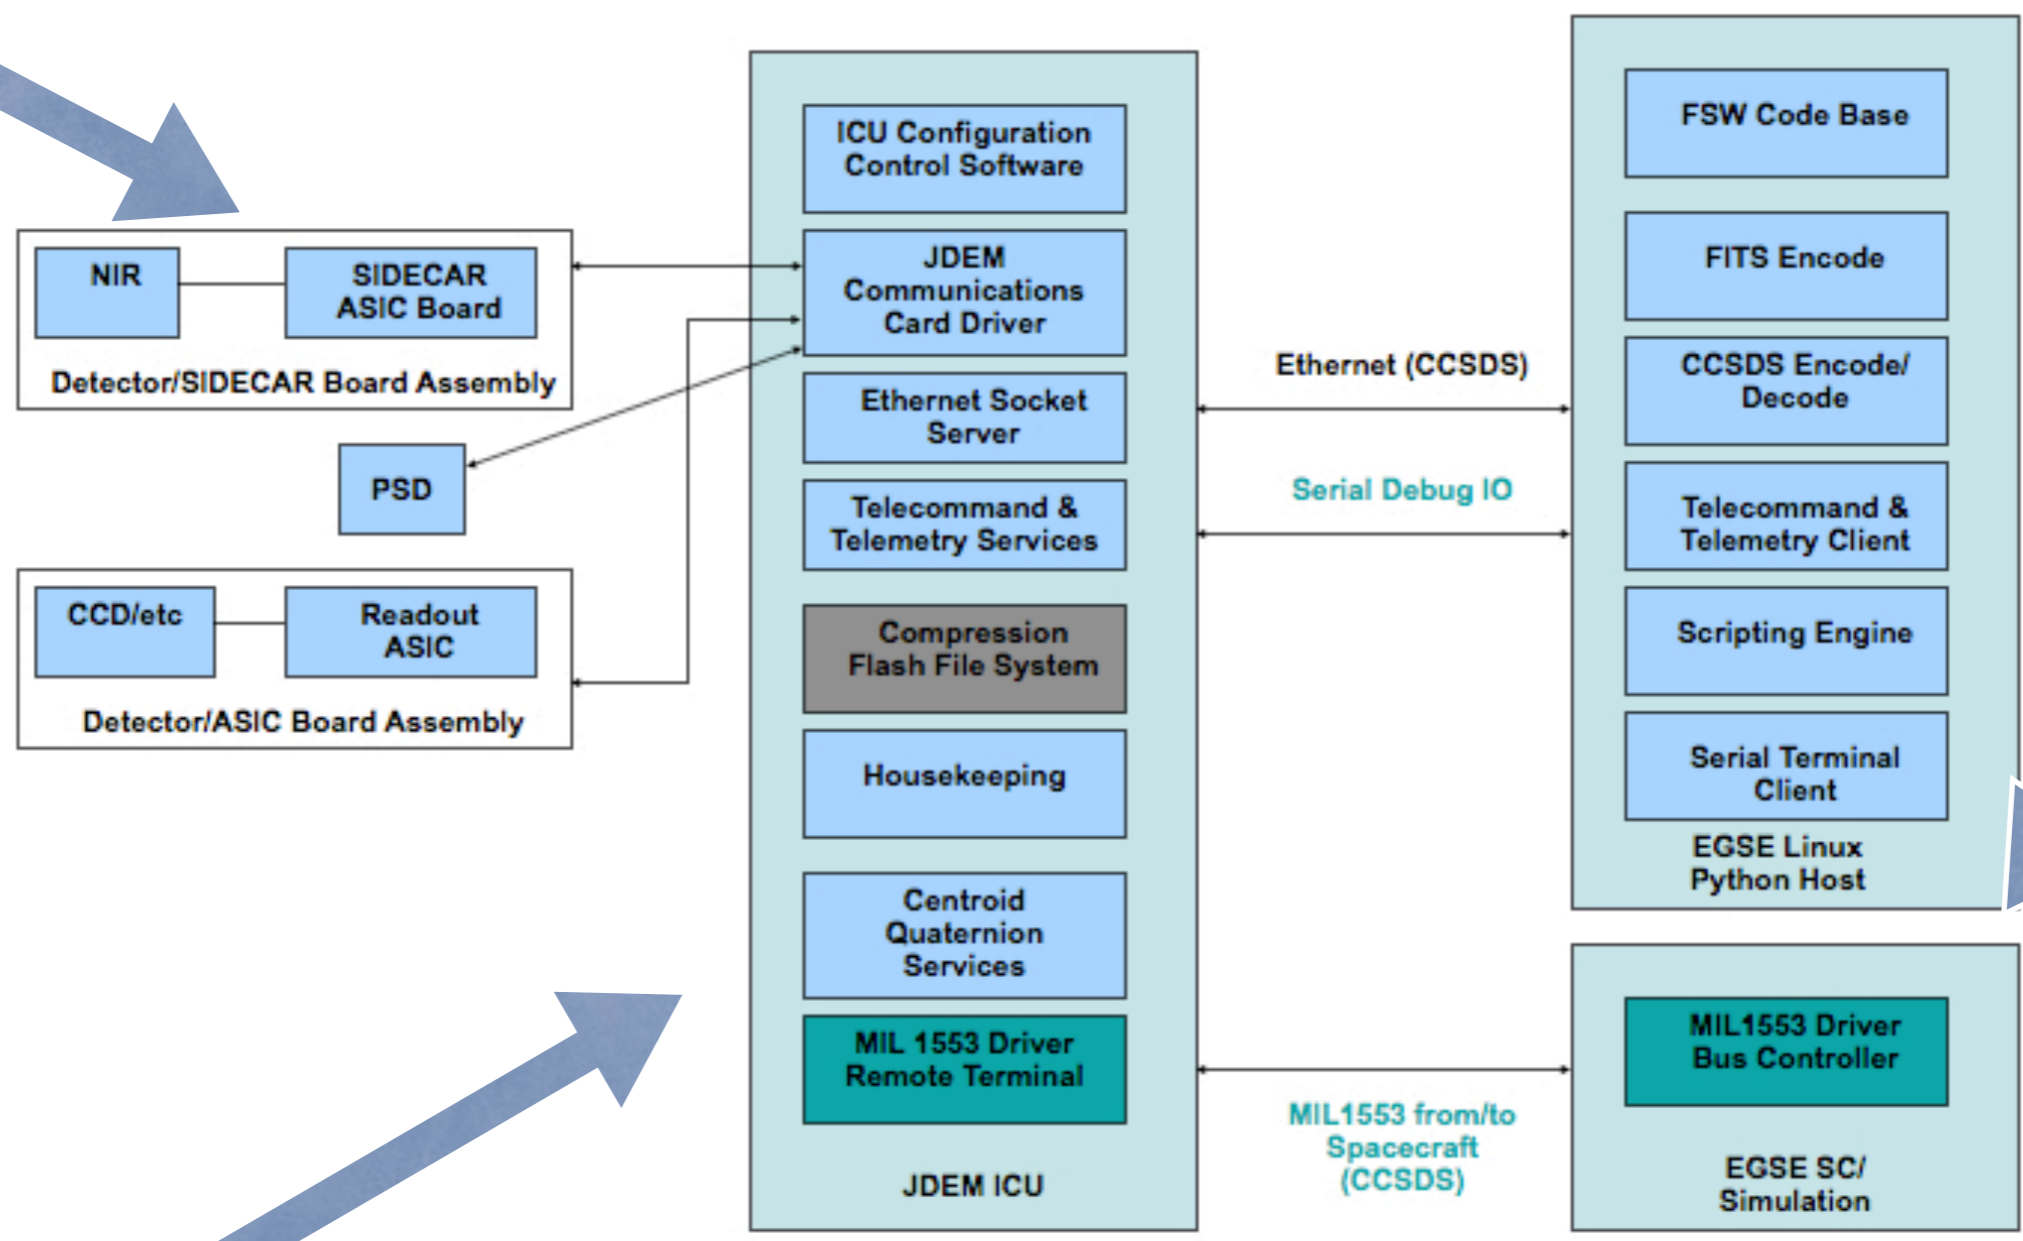 NIR
SIDECAR
ASIC Board
Detector/SIDECAR Board Assembly
PSD
CCD/etc
Readout
ASIC
Detector/ASIC Board Assembly
ICU Configuration
Control Software
JDEM
Communications
Card Driver
Ethernet Socket
Server
Telecommand &
Telemetry Services
Compression
Flash File System
Housekeeping
Centroid
Quaternion
Services
MIL 1553 Driver
Remote Terminal
JDEM ICU
Ethernet (CCSDS)
Serial Debug IO
MIL1553 from/to
Spacecraft
(CCSDS)
FSW Code Base
FITS Encode
CCSDS Encode/
Decode
Telecommand &
Telemetry Client
Scripting Engine
Serial Terminal
Client
EGSE Linux
Python Host
MIL1553 Driver
Bus Controller
EGSE SC/
Simulation